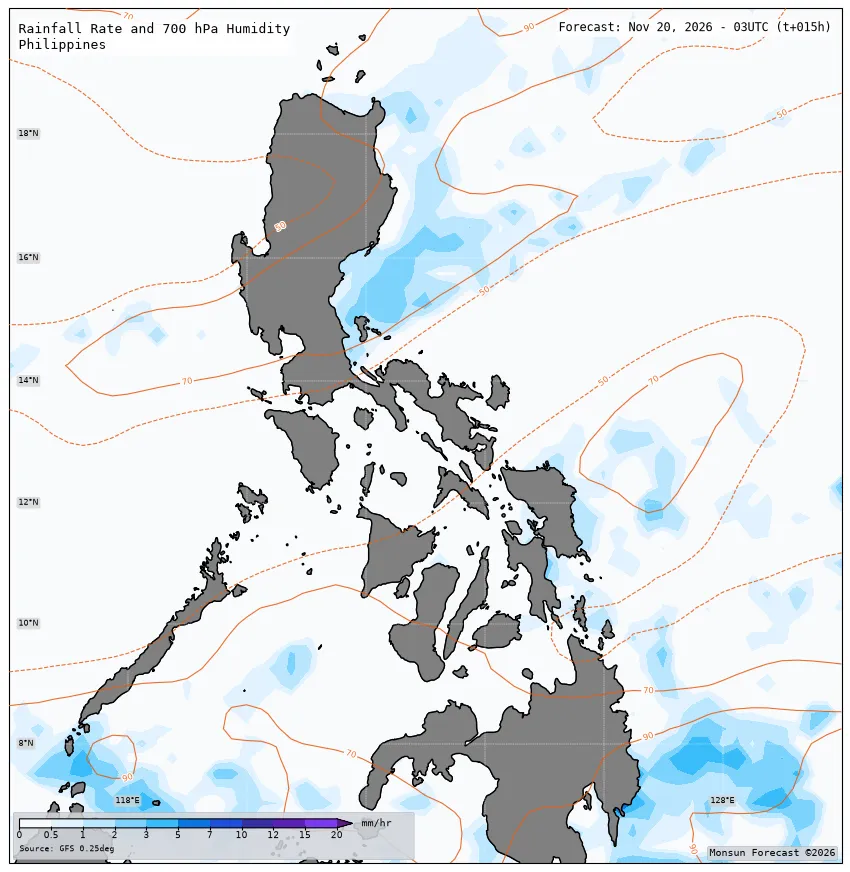 Rainfall Rate and 700 hPa Humidity
Philippines
Forecast: Nov 20, 2026 - 03UTC (t+015h)
70
90
50
18°N
50
16°N
50
14°N
70
50
70
12°N
10°N
70
90
8°N
70
90
118°E
128°E
90
0 0.5 1 2 3 5 7 10 12 15 20 mm/hr
Source: GFS 0.25deg
Monsun Forecast ©2026